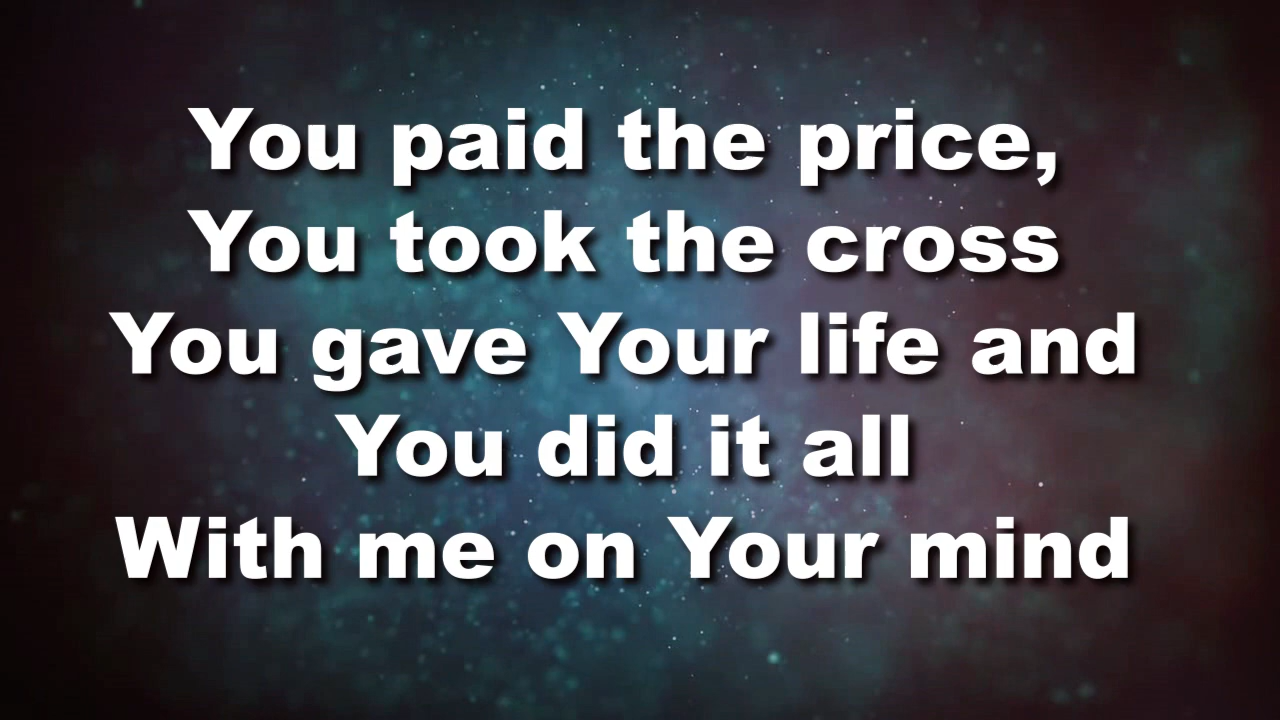 You paid the price,
You took the cross
You gave Your life and
You did it all
With me on Your mind